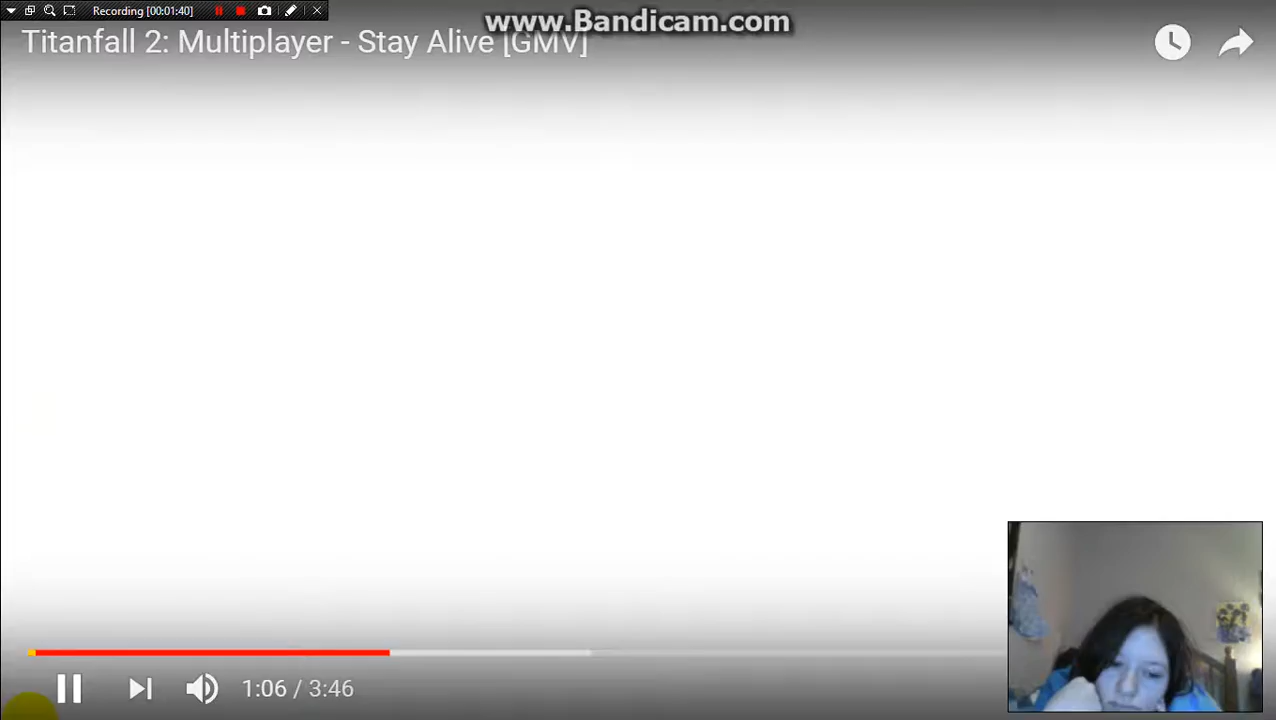 Recording [00:01:40]
www.Bandicam.com
Titanfall 2: Multiplayer - Stay Alive [GMV]
1:06 / 3:46